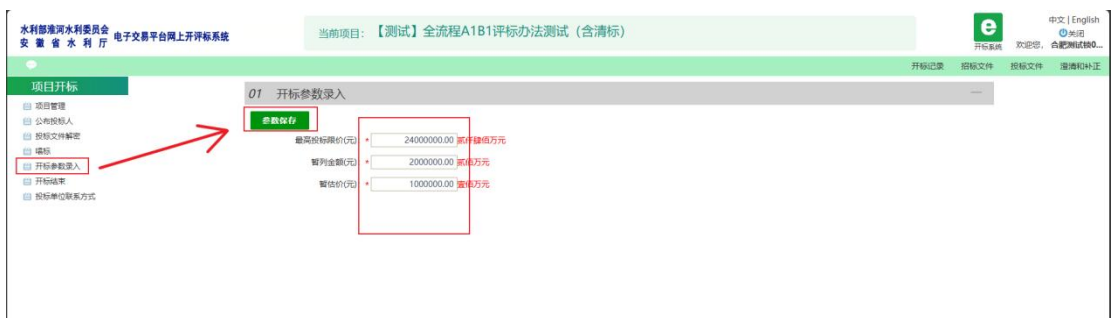 水利部淮河水利委员会
安徽省水利厅
电子交易平台网上开评标系统
当前项目：【测试】全流程A1B1评标办法测试（含清标）
e
开标系统
中文 | English
关闭
欢迎您，合肥测试锁0...
开标记录 招标文件 投标文件 澄清和补正
项目开标
项目管理
公布投标人
投标文件解密
唱标
开标参数录入
开标结束
投标单位联系方式
01 开标参数录入
参数保存
最高投标限价(元) * 24000000.00 贰仟肆佰万元
暂列金额(元) * 2000000.00 贰佰万元
暂估价(元) * 1000000.00 壹佰万元